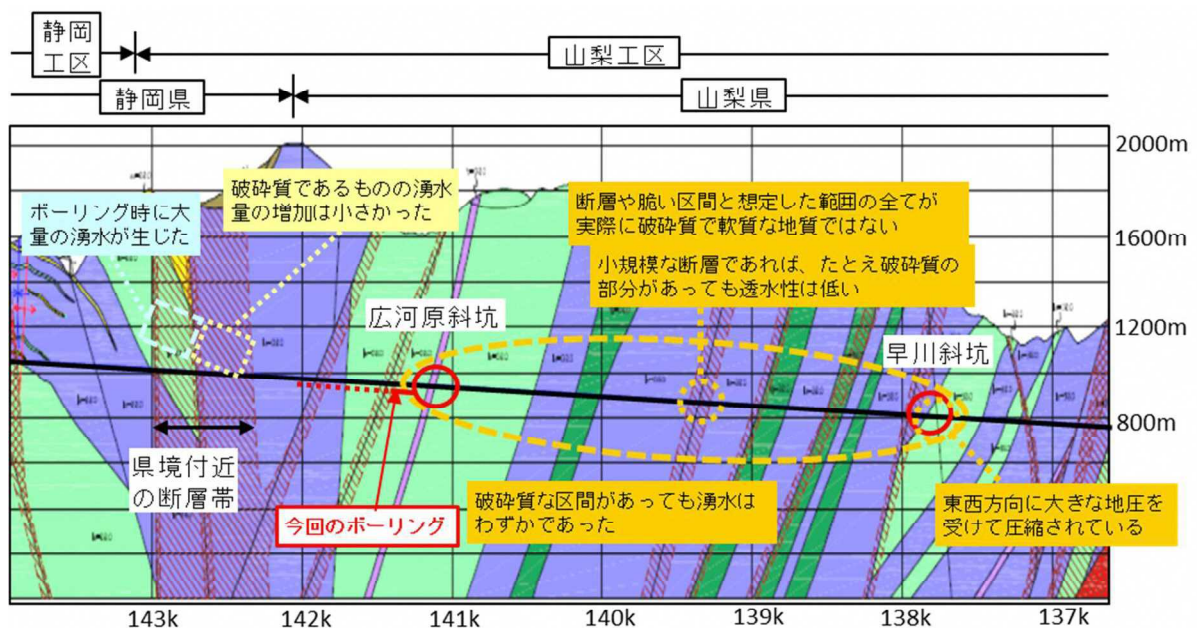 静岡
工区
山梨工区
静岡県
山梨県
2000m
1600m
1200m
800m
ボーリング時に大
量の湧水が生じた
破砕質であるものの湧水
量の増加は小さかった
断層や脆い区間と想定した範囲の全てが
実際に破砕質で軟質な地質ではない
小規模な断層であれば、たとえ破砕質の
部分があっても透水性は低い
広河原斜坑
早川斜坑
県境付近
の断層帯
今回のボーリング
破砕質な区間があっても湧水は
わずかであった
東西方向に大きな地圧を
受けて圧縮されている
143k
142k
141k
140k
139k
138k
137k